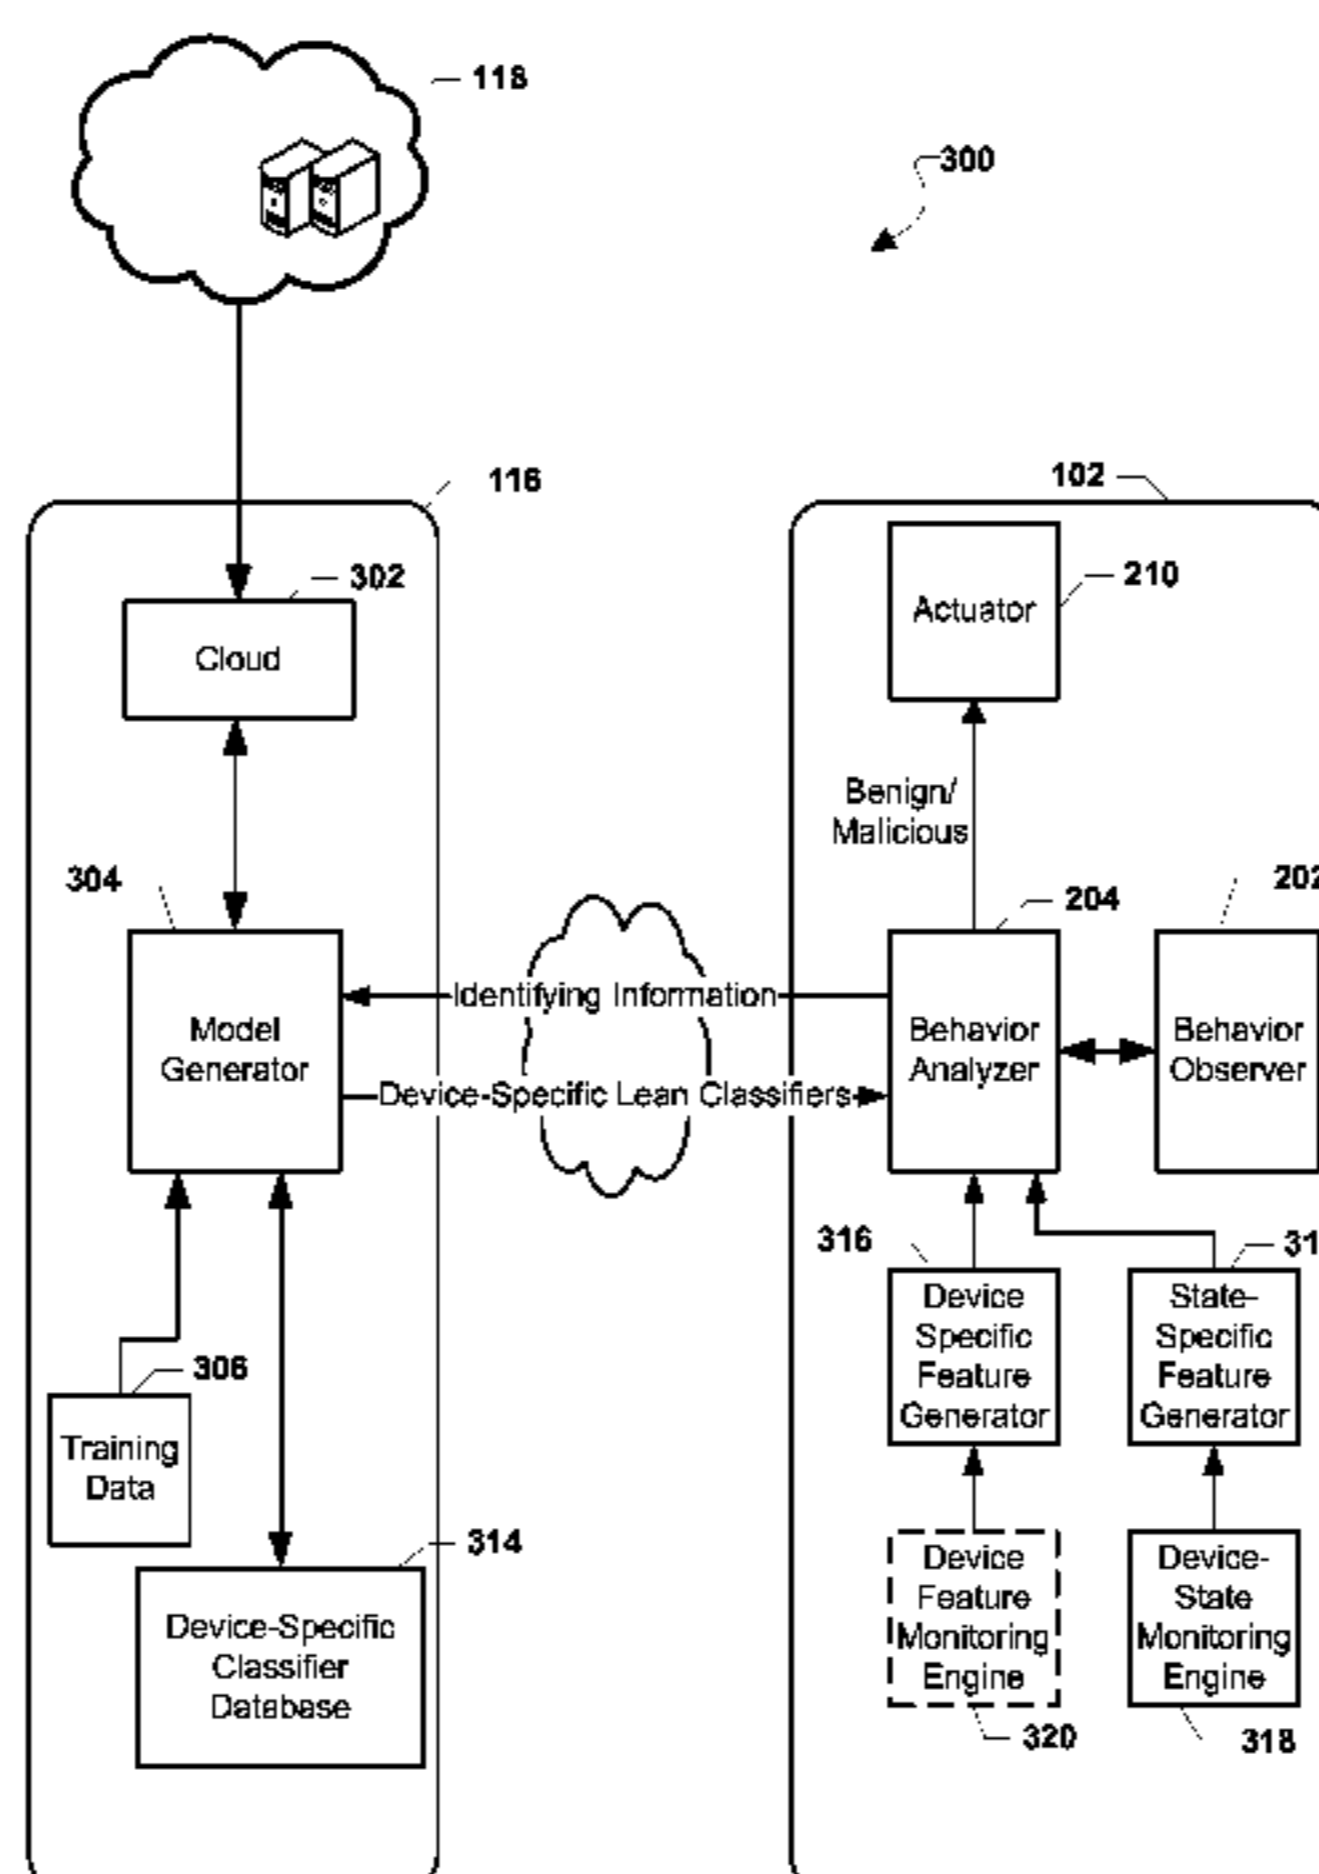 118
300
116
102
302
210
Cloud
Actuator
Benign/
Malicious
304
204
202
Identifying Information
Model
Generator
Behavior
Analyzer
Behavior
Observer
Device-Specific Lean Classifiers
316
31
Device
Specific
Feature
Generator
State-
Specific
Feature
Generator
306
Training
Data
314
Device-Specific
Classifier
Database
Device
Feature
Monitoring
Engine
Device-
State
Monitoring
Engine
320
318